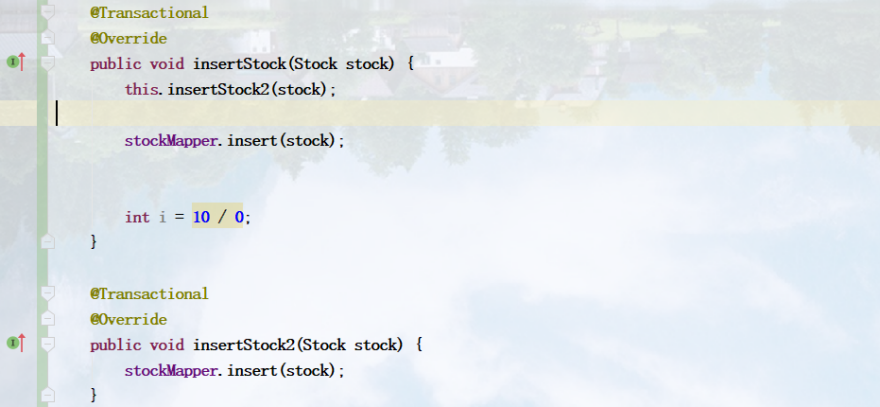 @Transactional
@Override
public void insertStock(Stock stock) {
this.insertStock2(stock);
stockMapper.insert(stock);
int i = 10 / 0;
}
@Transactional
@Override
public void insertStock2(Stock stock) {
stockMapper.insert(stock);
}